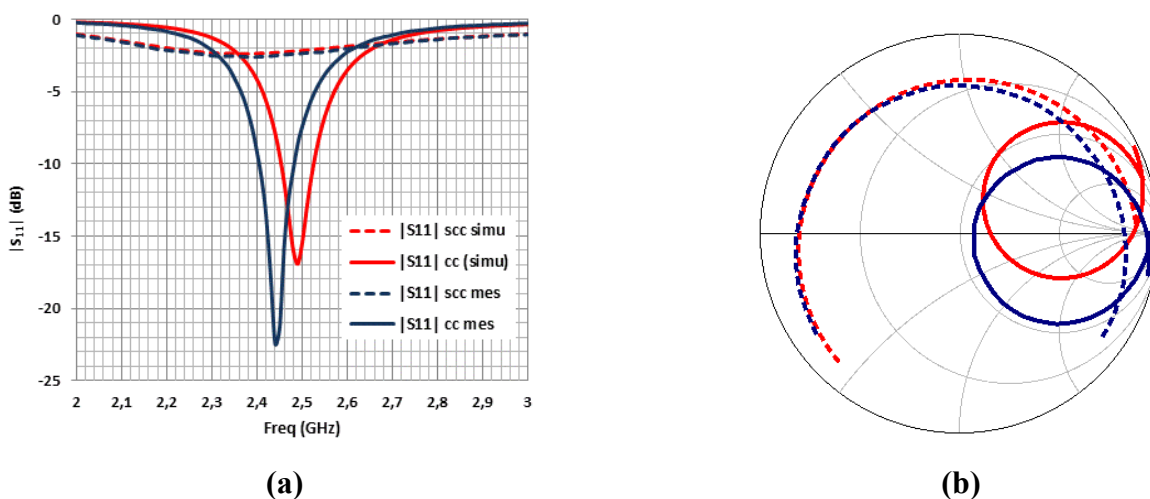 0
-5
-10
-15
-20
-25
|S11| (dB)
|S11| scc simu
|S11| cc (simu)
|S11| scc mes
|S11| cc mes
2 2,1 2,2 2,3 2,4 2,5 2,6 2,7 2,8 2,9 3
Freq (GHz)
(a) (b)